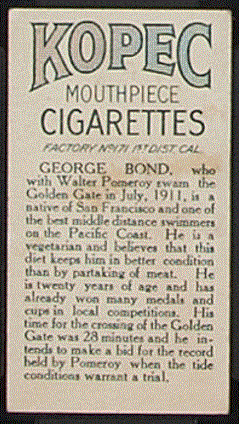 KOPEC
MOUTHPIECE
CIGARETTES
FACTORY Nº 171 1ST DIST. CAL.
GEORGE BOND, who
with Walter Pomeroy swam the
Golden Gate in July, 1911, is a
native of San Francisco and one of
the best middle distance swimmers
on the Pacific Coast. He is a
vegetarian and believes that this
diet keeps him in better condition
than by partaking of meat. He
is twenty years of age and has
already won many medals and
cups in local competitions. His
time for the crossing of the Golden
Gate was 28 minutes and he in-
tends to make a bid for the record
held by Pomeroy when the tide
conditions warrant a trial.